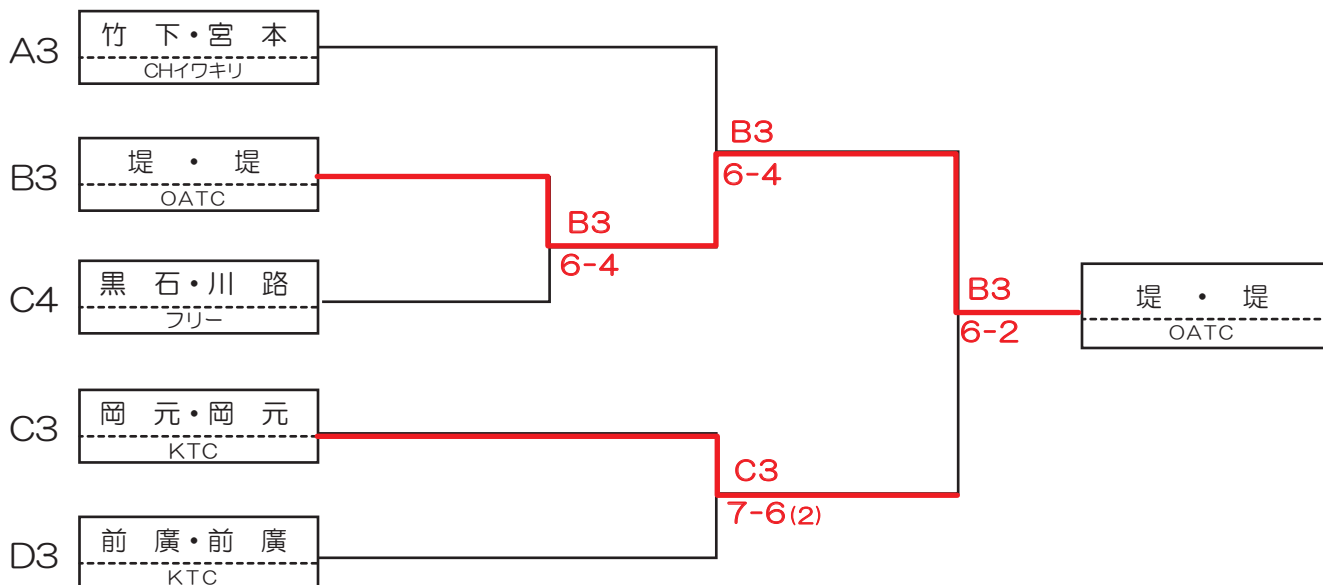 A3
竹 下・宮 本
CHイワキリ
B3
堤 ・ 堤
OATC
C4
黒 石・川 路
フリー
C3
岡 元・岡 元
KTC
D3
前 廣・前 廣
KTC
B3
6-4
B3
6-4
C3
7-6(2)
B3
6-2
堤 ・ 堤
OATC